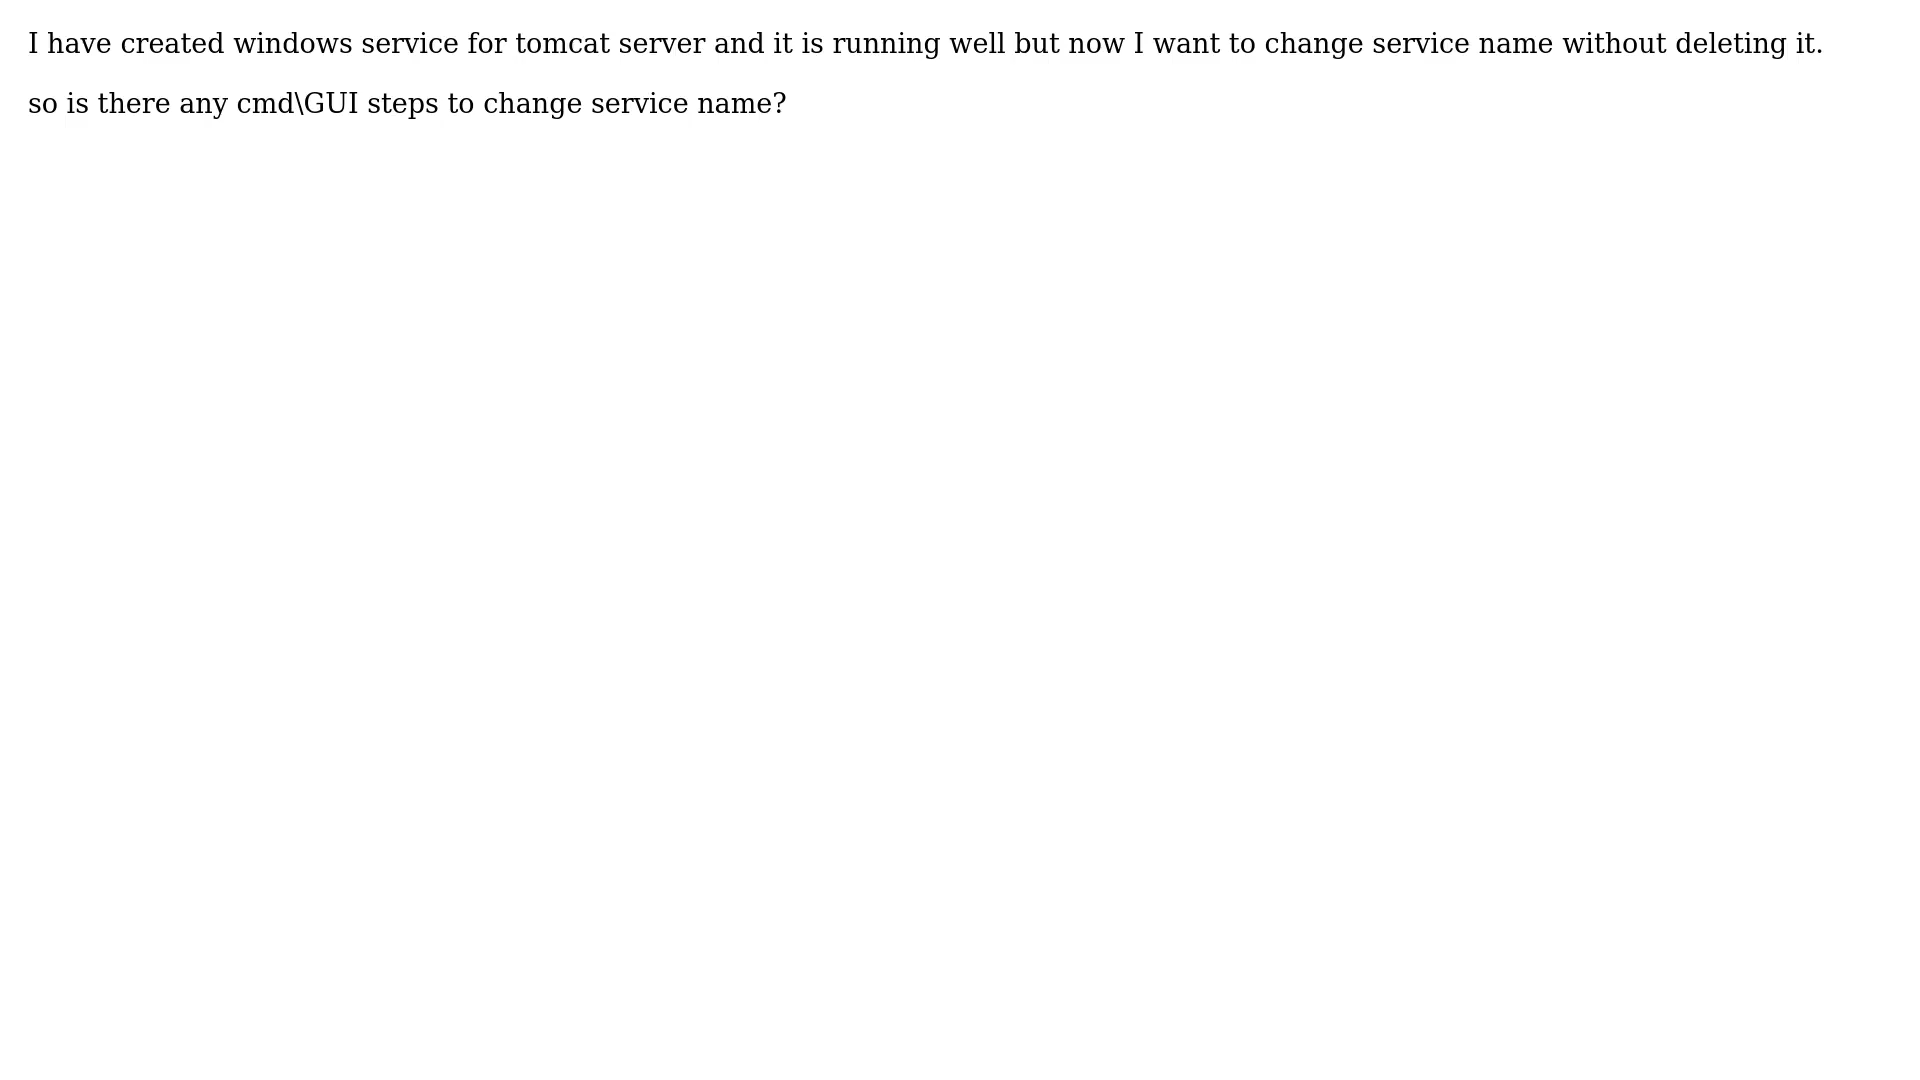 I have created windows service for tomcat server and it is running well but now I want to change service name without deleting it.
so is there any cmd\GUI steps to change service name?